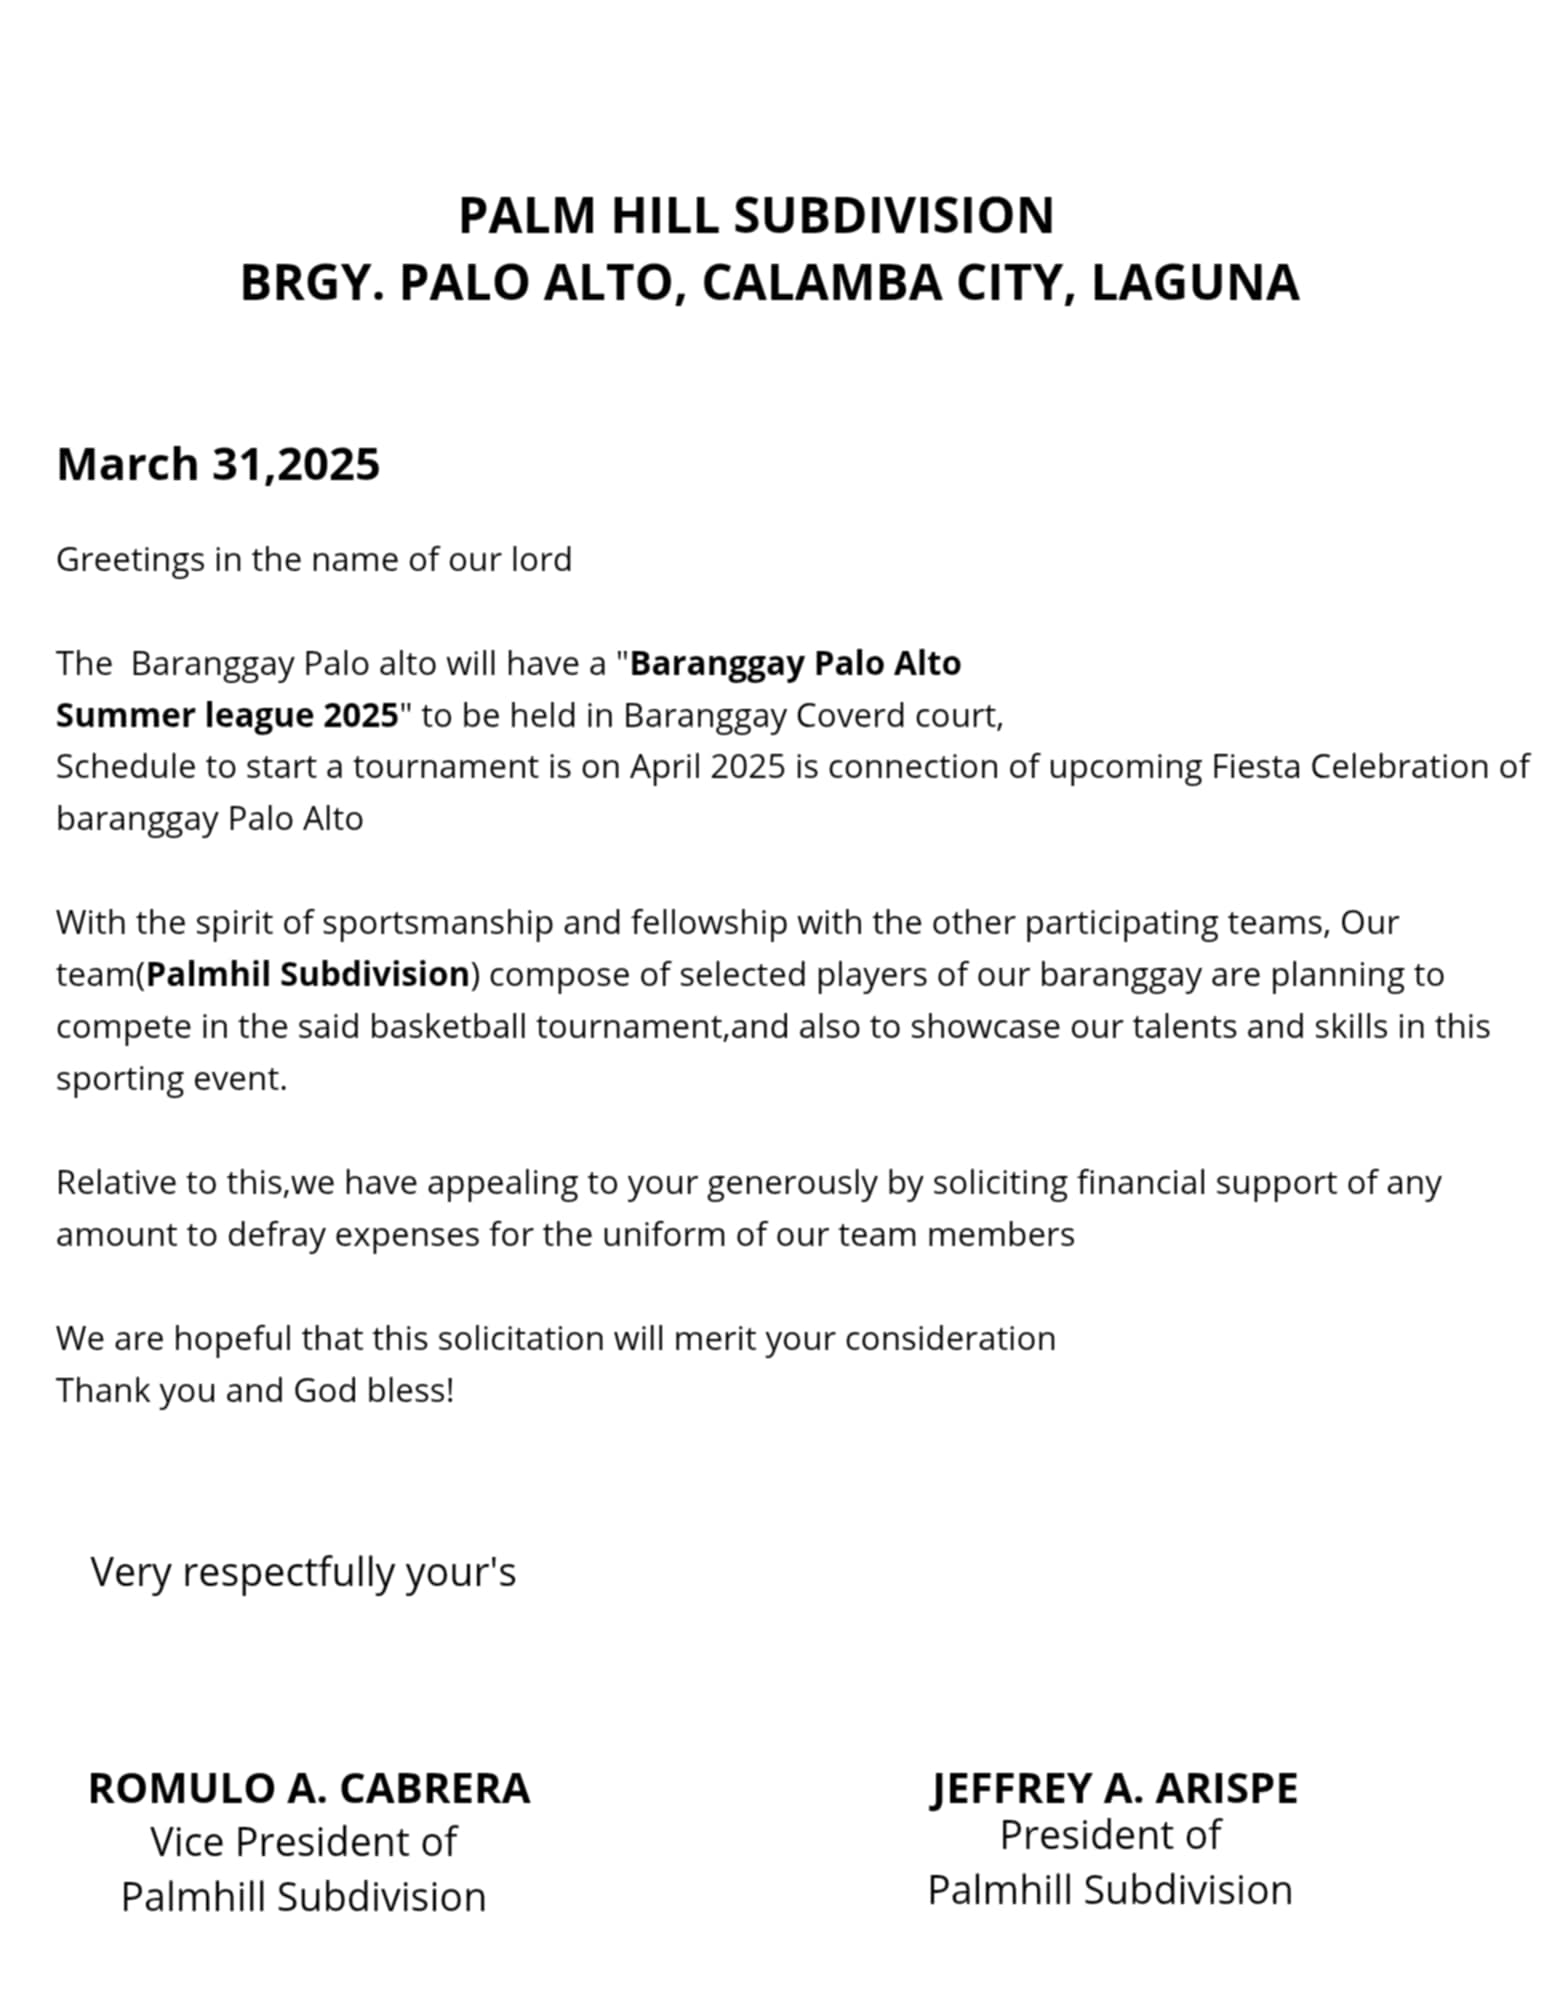 PALM HILL SUBDIVISION
BRGY. PALO ALTO, CALAMBA CITY, LAGUNA
March 31,2025
Greetings in the name of our lord
The  Baranggay Palo alto will have a "Baranggay Palo Alto
Summer league 2025" to be held in Baranggay Coverd court,
Schedule to start a tournament is on April 2025 is connection of upcoming Fiesta Celebration of
baranggay Palo Alto
With the spirit of sportsmanship and fellowship with the other participating teams, Our
team(Palmhil Subdivision) compose of selected players of our baranggay are planning to
compete in the said basketball tournament,and also to showcase our talents and skills in this
sporting event.
Relative to this,we have appealing to your generously by soliciting financial support of any
amount to defray expenses for the uniform of our team members
We are hopeful that this solicitation will merit your consideration
Thank you and God bless!
Very respectfully your's
ROMULO A. CABRERA
Vice President of
Palmhill Subdivision
JEFFREY A. ARISPE
President of
Palmhill Subdivision